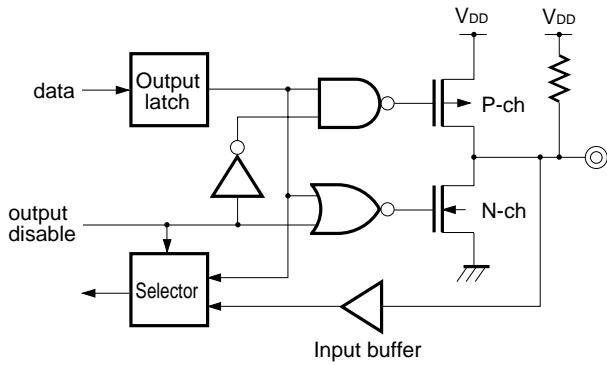 VDD
VDD
data
Output
latch
P-ch
output
disable
N-ch
Selector
Input buffer